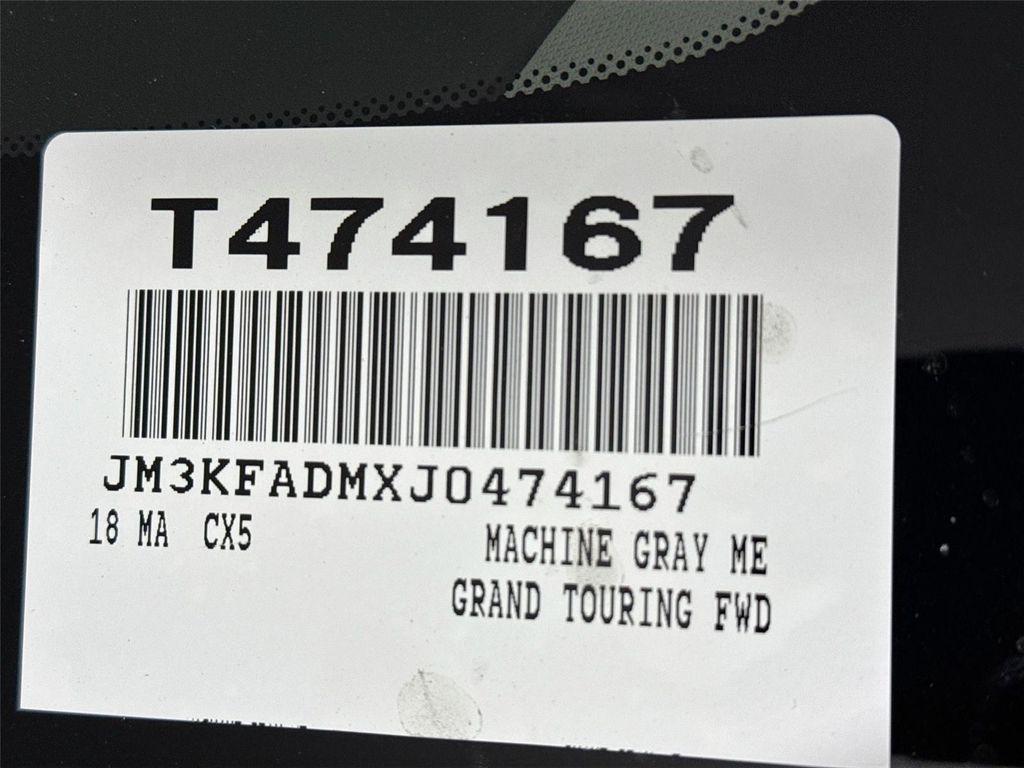 T474167
JM3KFADMXJ0474167
18 MA CX5
MACHINE GRAY ME
GRAND TOURING FWD